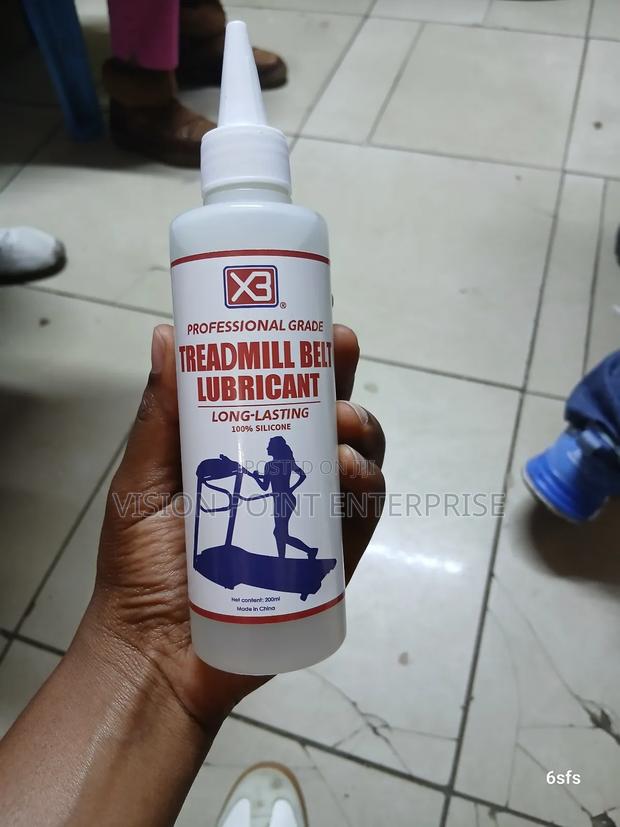 X3
®
PROFESSIONAL GRADE
TREADMILL BELT
LUBRICANT
LONG-LASTING
100% SILICONE
POSTED ON JIJI
VISION POINT ENTERPRISE
Net content: 200ml
Made in China
6sfs